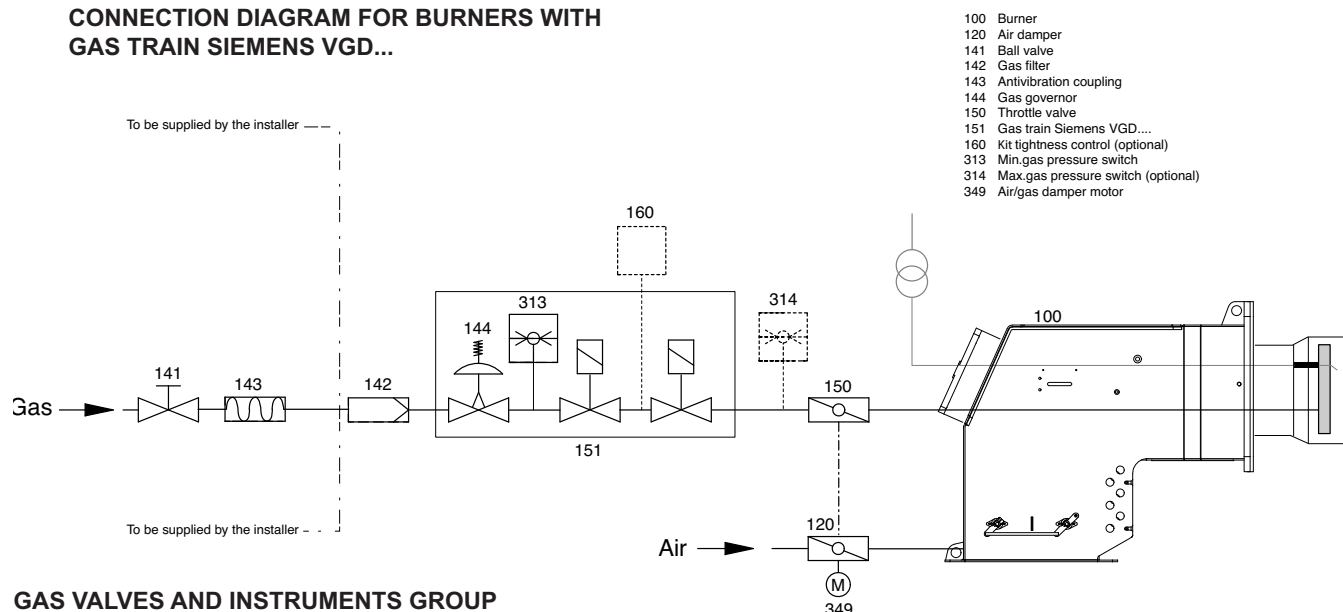 CONNECTION DIAGRAM FOR BURNERS WITH
GAS TRAIN SIEMENS VGD...
100 Burner
120 Air damper
141 Ball valve
142 Gas filter
143 Antivibration coupling
144 Gas governor
150 Throttle valve
151 Gas train Siemens VGD....
160 Kit tightness control (optional)
313 Min.gas pressure switch
314 Max.gas pressure switch (optional)
349 Air/gas damper motor
To be supplied by the installer
160
313
314
100
144
141
143
142
150
Gas
151
To be supplied by the installer
120
Air
M
349
GAS VALVES AND INSTRUMENTS GROUP